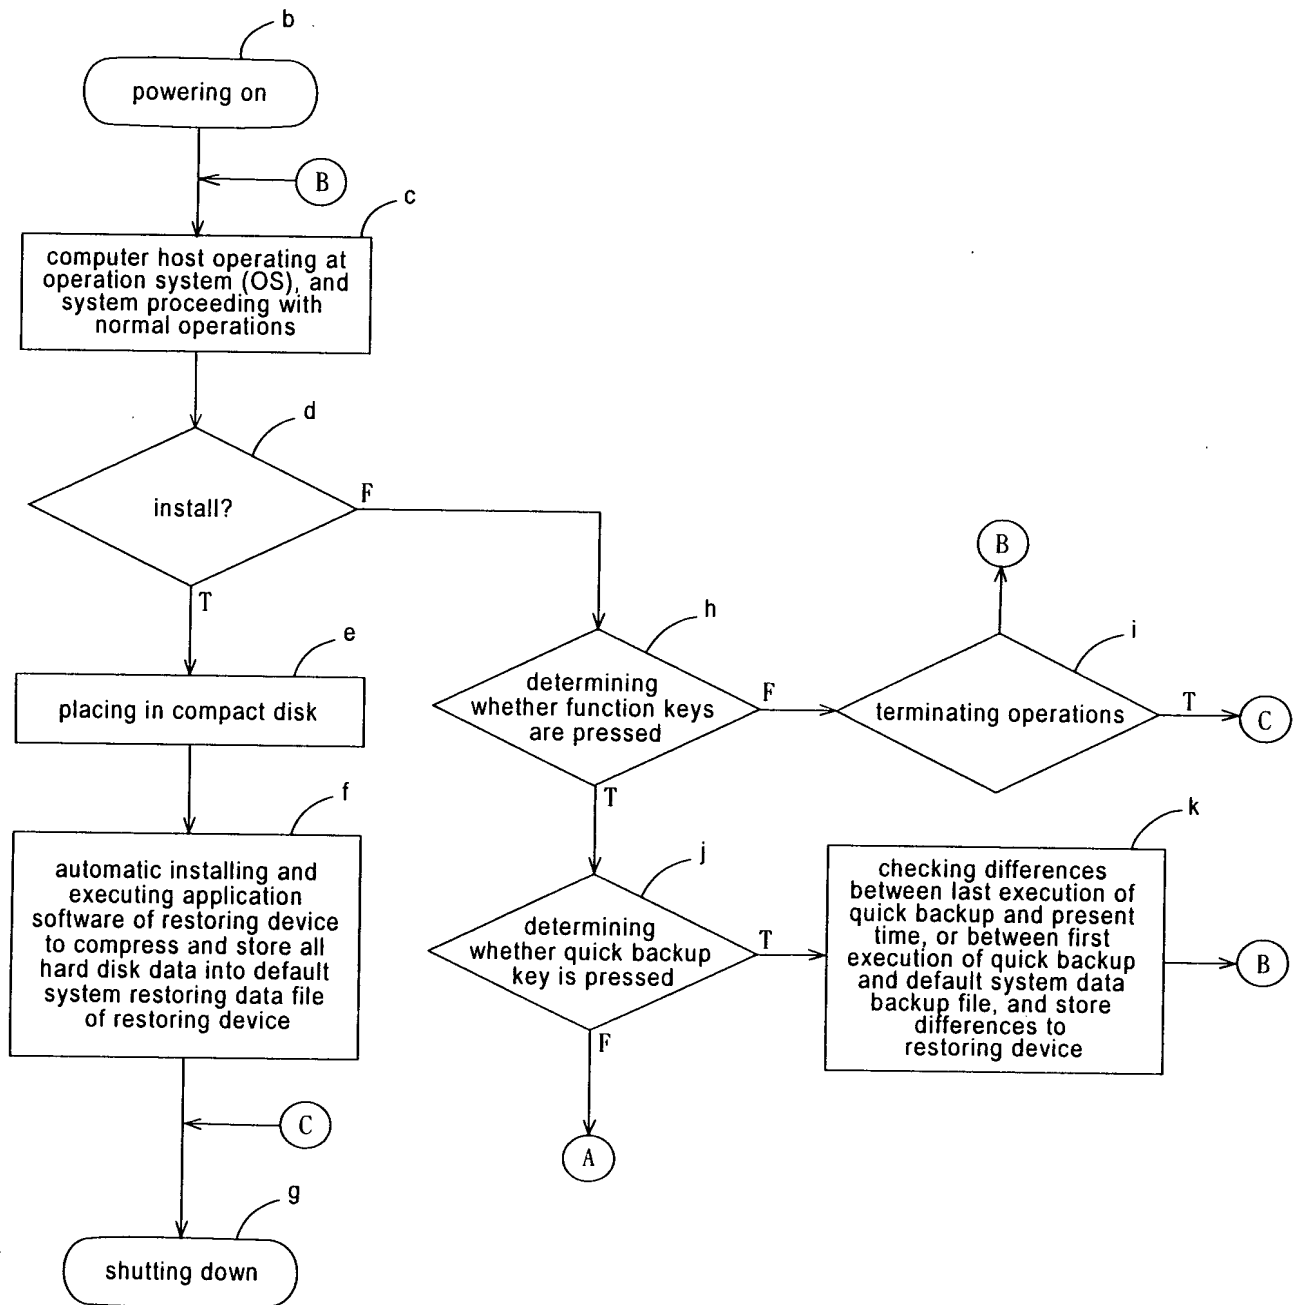 b
powering on
B
c
computer host operating at
operation system (OS), and
system proceeding with
normal operations
d
install?
F
T
e
placing in compact disk
f
automatic installing and
executing application
software of restoring device
to compress and store all
hard disk data into default
system restoring data file
of restoring device
C
g
shutting down
h
determining
whether function keys
are pressed
F
T
B
i
terminating operations
T
C
j
determining
whether quick backup
key is pressed
T
F
A
k
checking differences
between last execution of
quick backup and present
time, or between first
execution of quick backup
and default system data
backup file, and store
differences to
restoring device
B